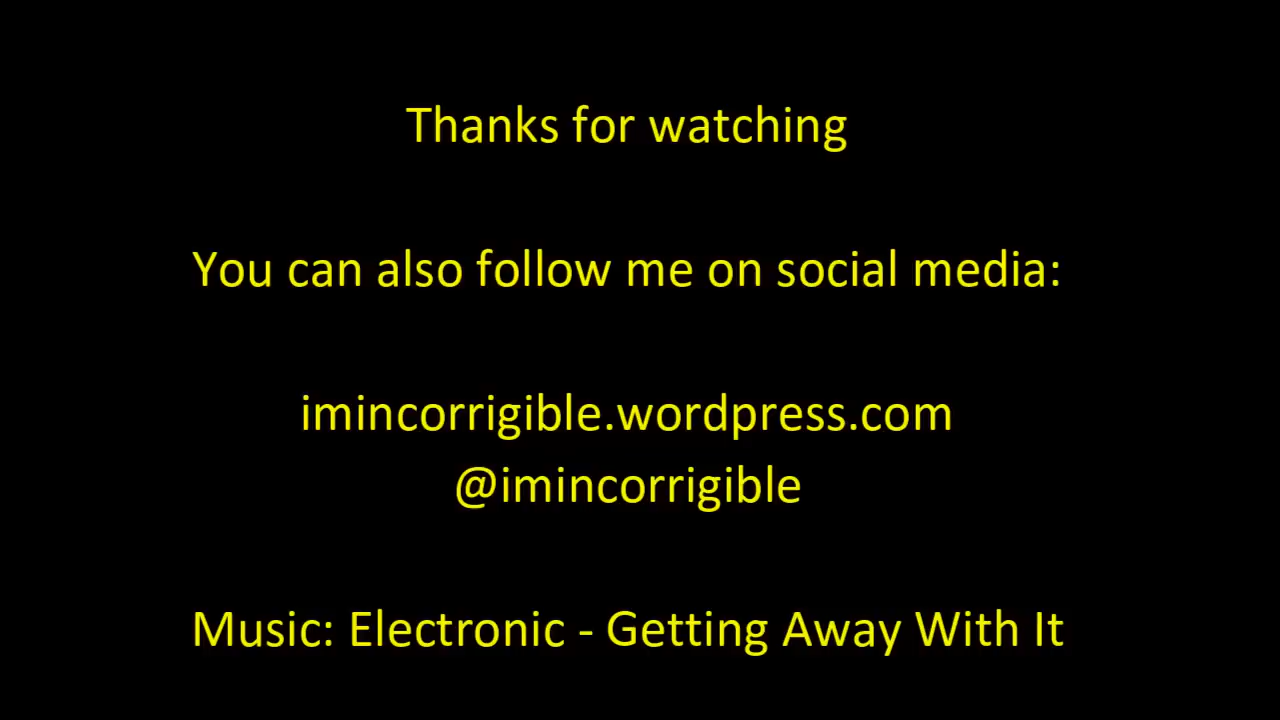 Thanks for watching
You can also follow me on social media:
imincorrigible.wordpress.com
@imincorrigible
Music: Electronic - Getting Away With It